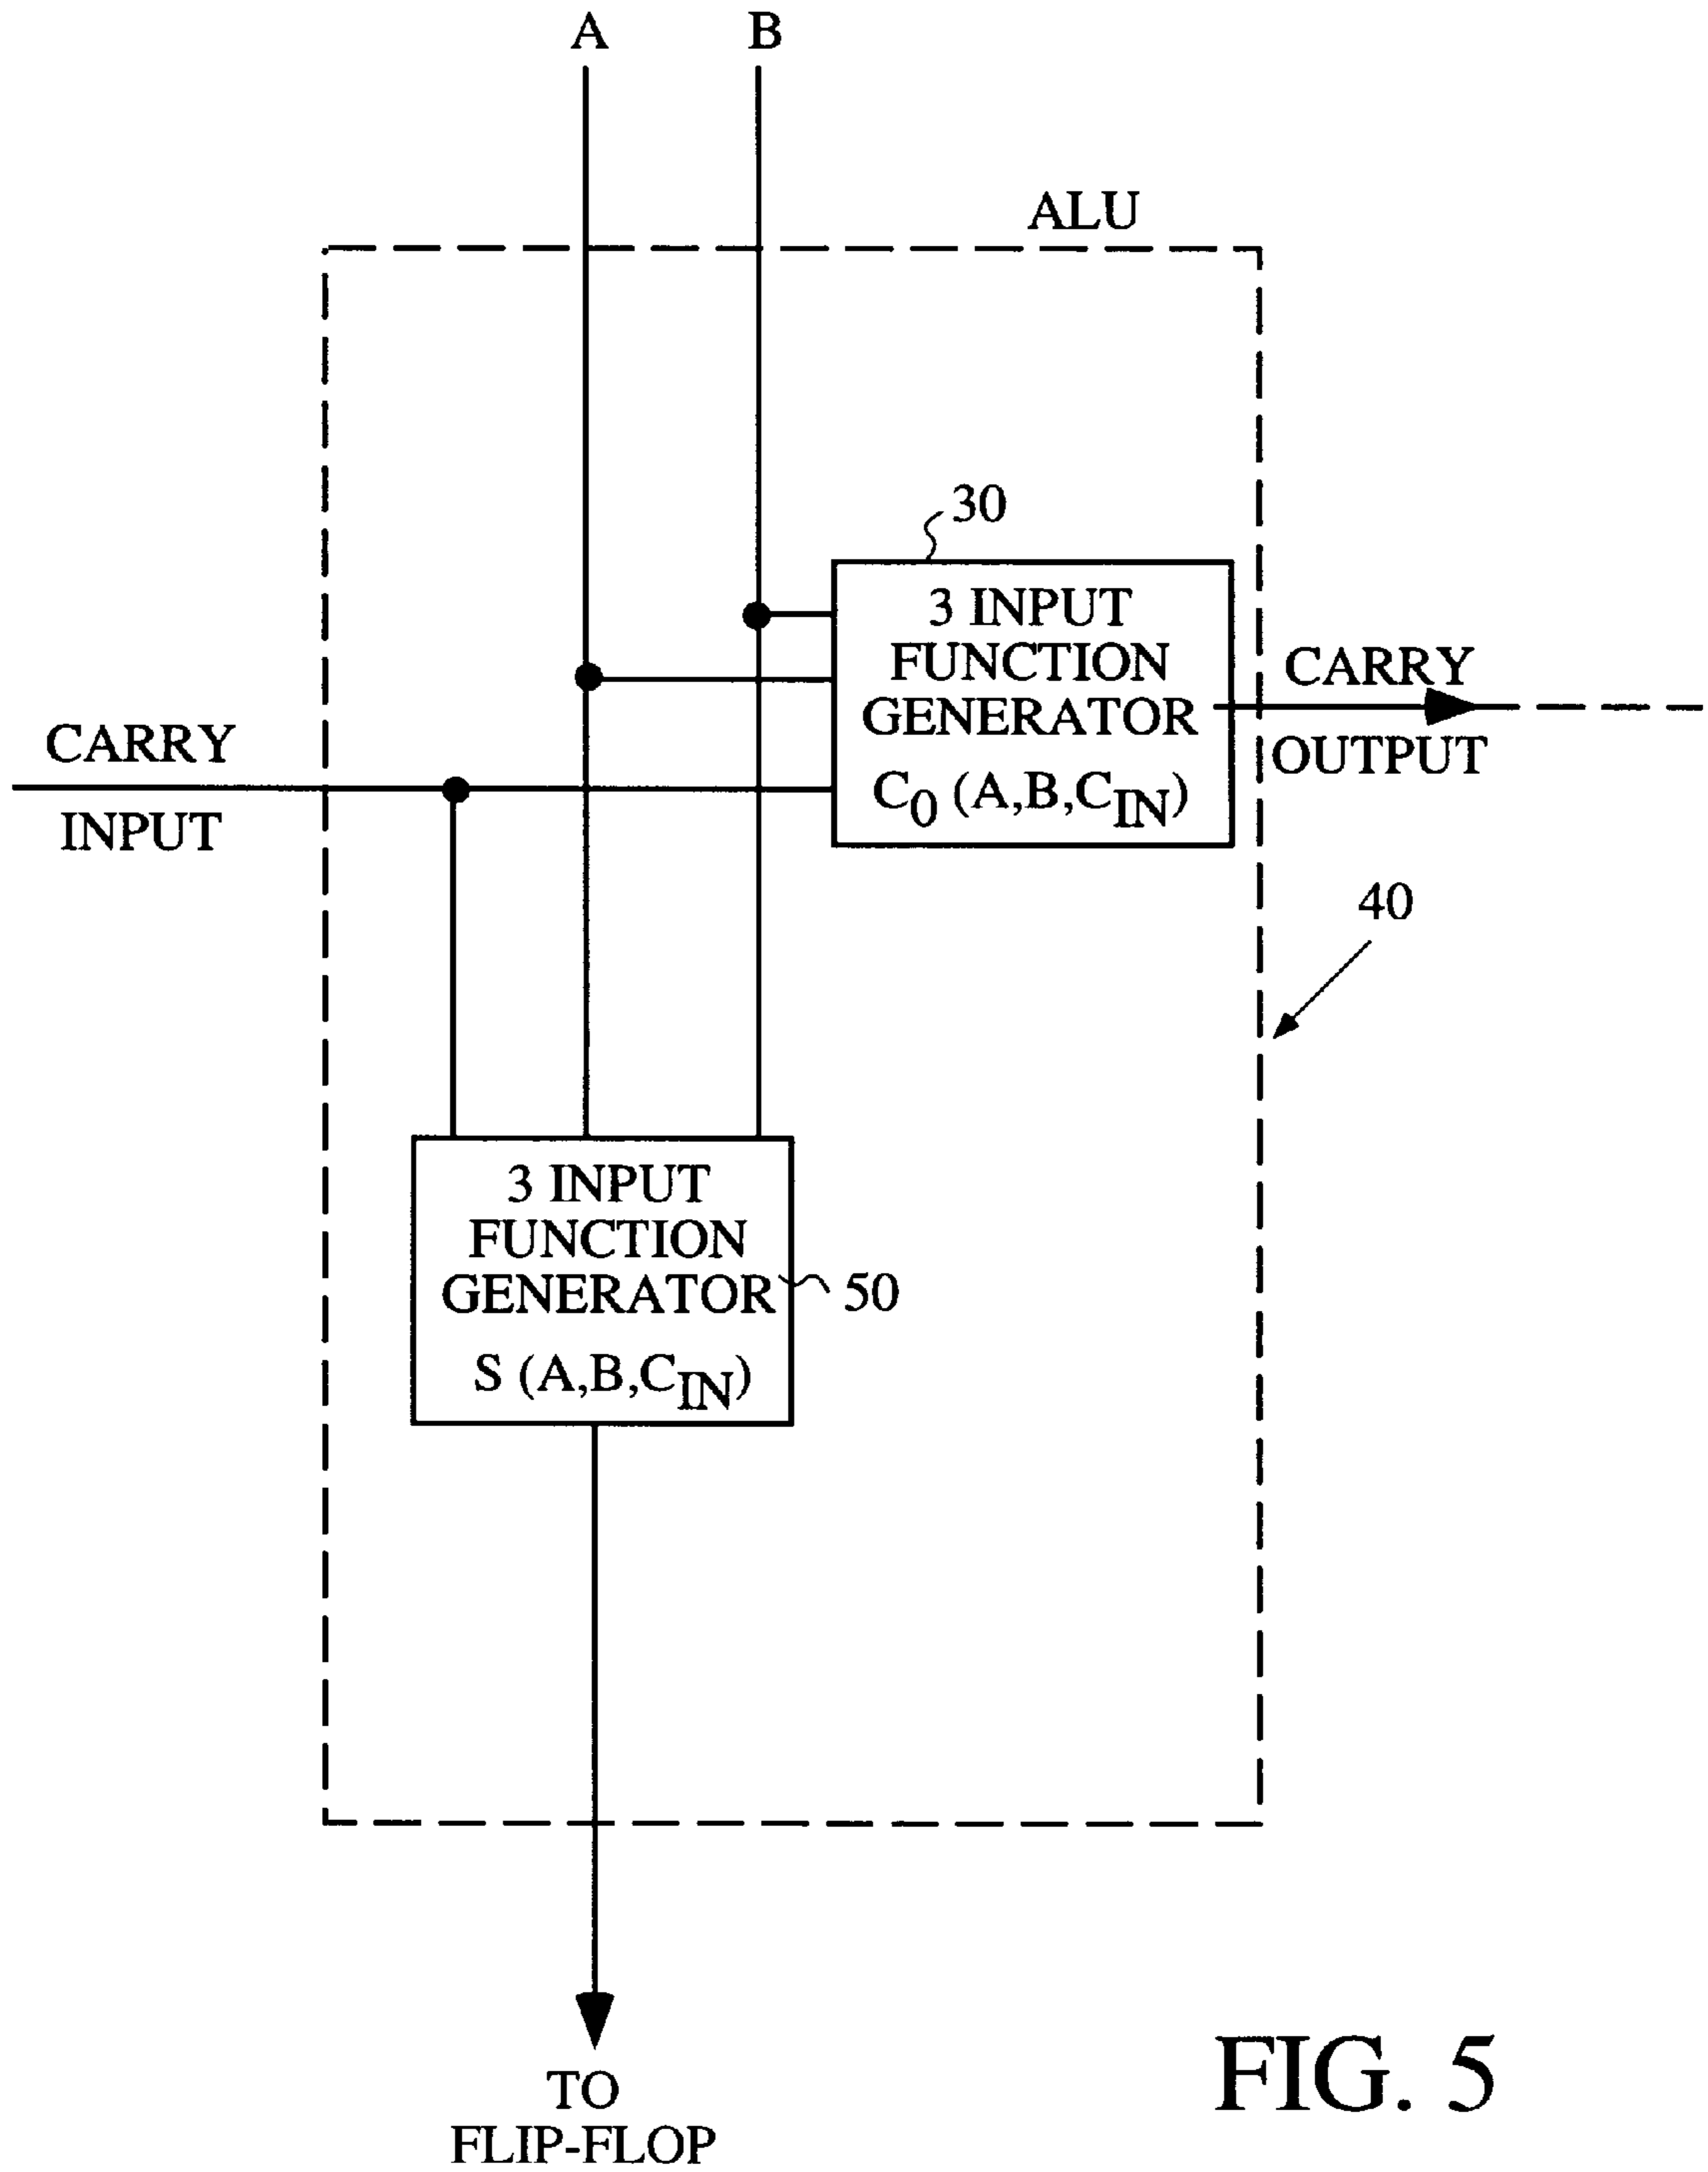 A
B
ALU
30
3 INPUT
FUNCTION
GENERATOR
C0 (A,B,CIN)
CARRY
OUTPUT
CARRY
INPUT
40
3 INPUT
FUNCTION
GENERATOR
S (A,B,CIN)
50
TO
FLIP-FLOP
FIG. 5